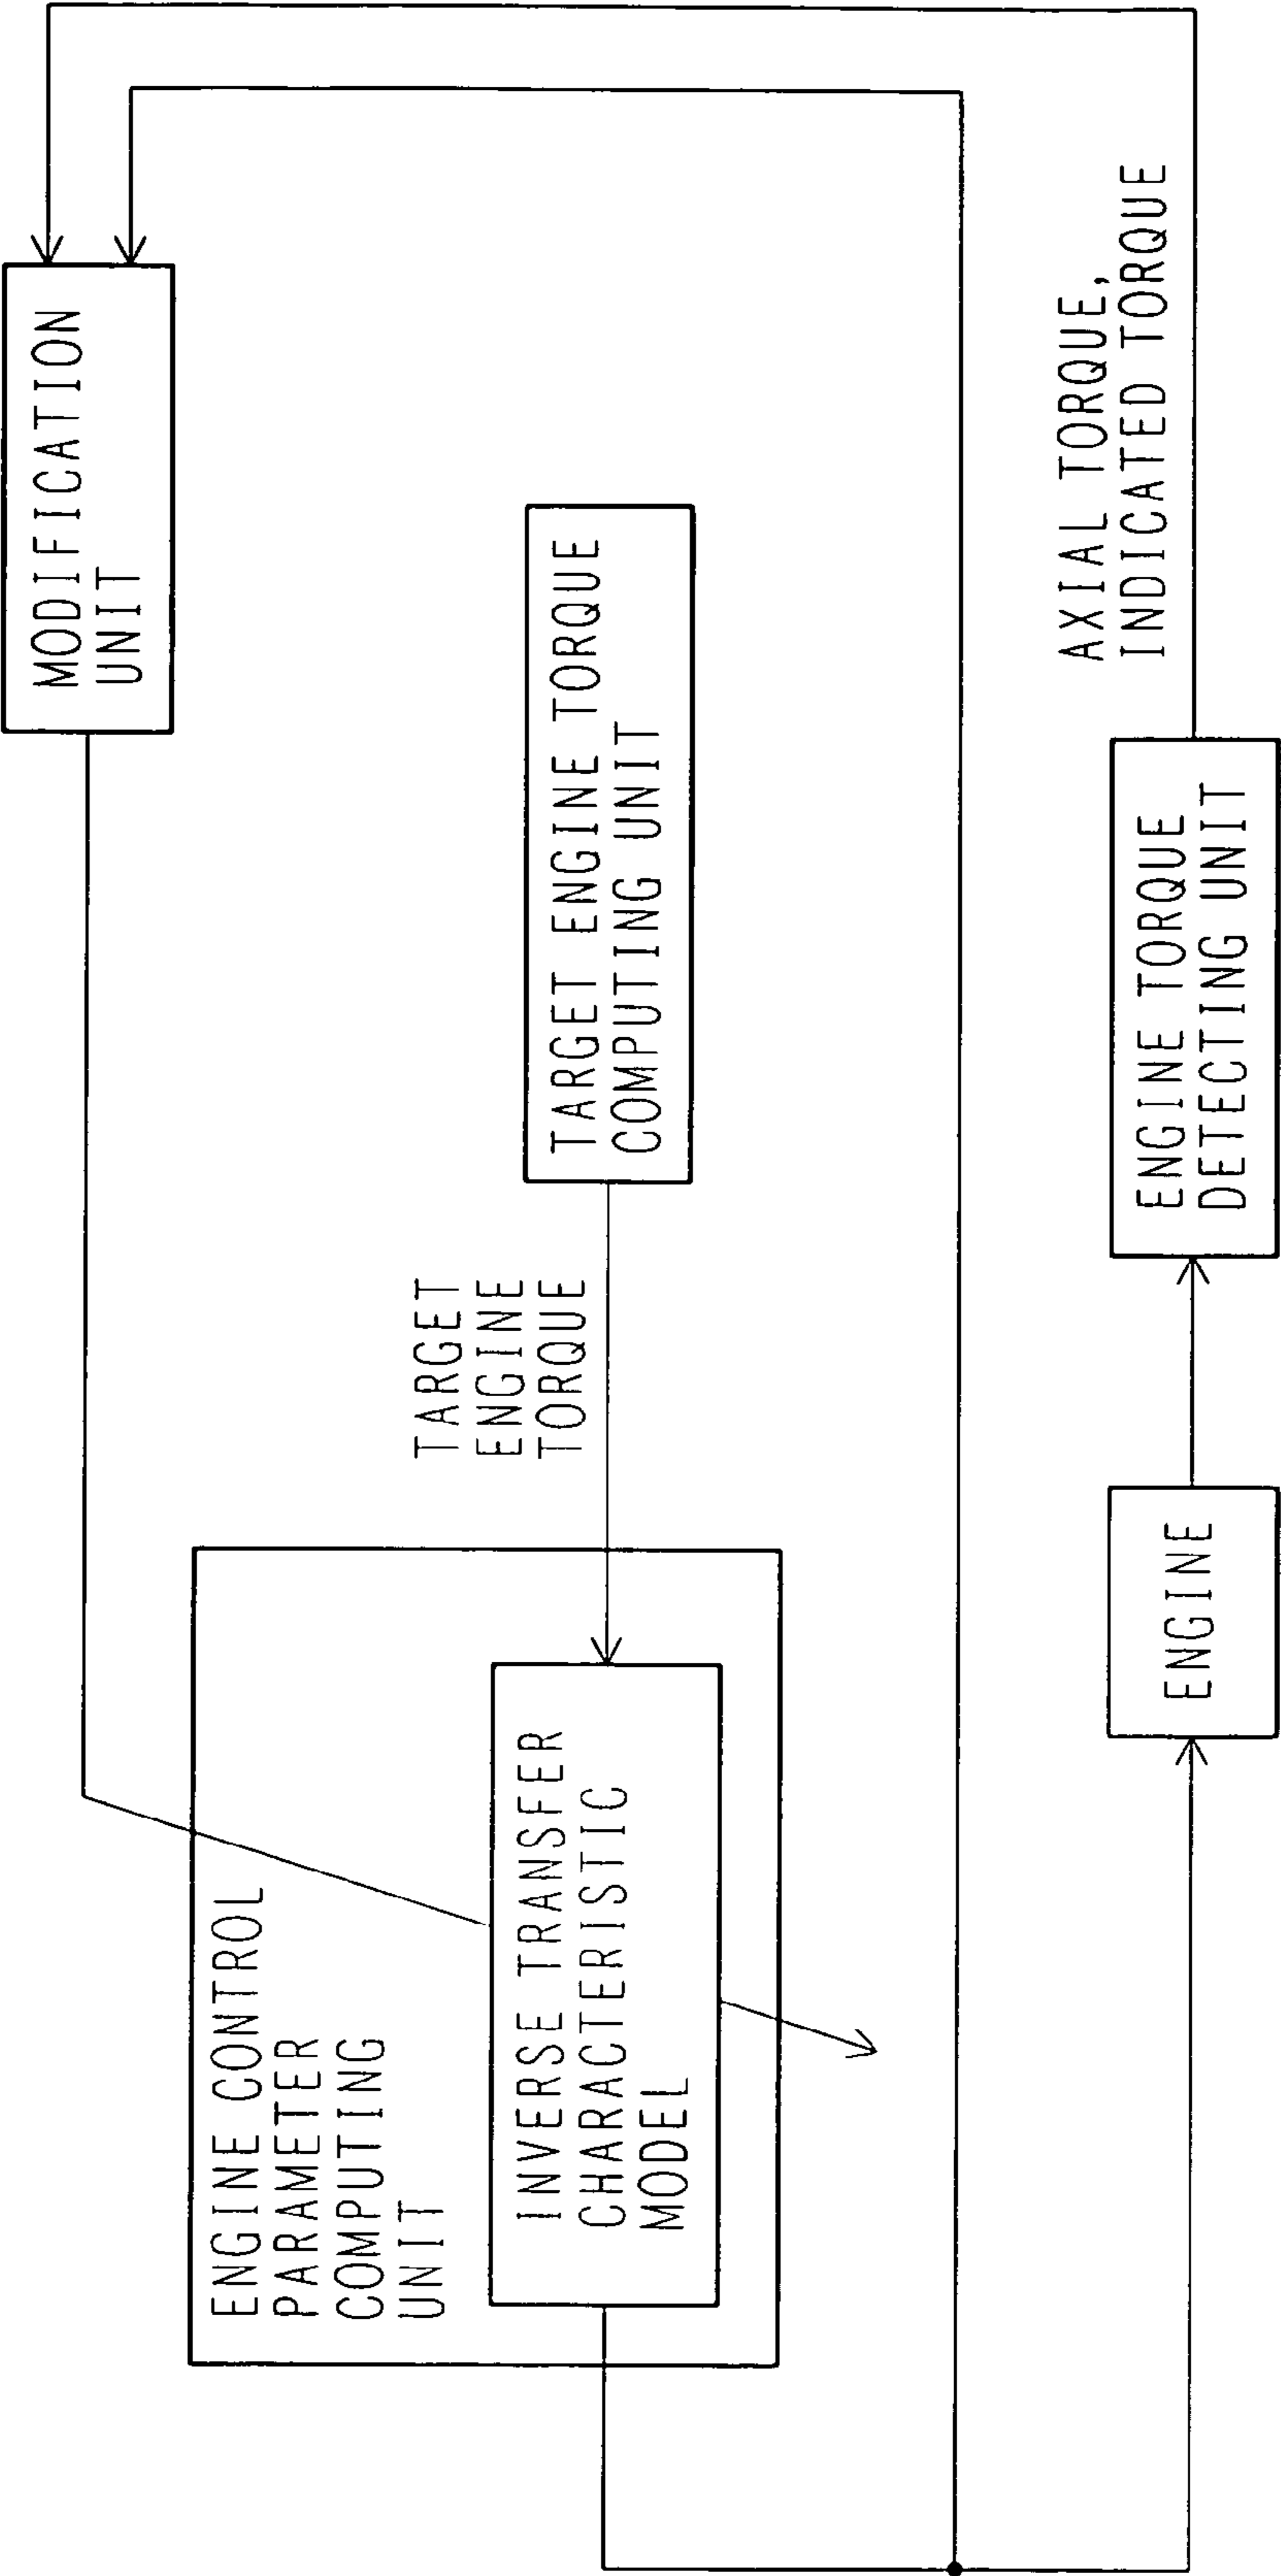 MODIFICATION
UNIT
ENGINE CONTROL
PARAMETER
COMPUTING
UNIT
INVERSE TRANSFER
CHARACTERISTIC
MODEL
TARGET
ENGINE
TORQUE
TARGET ENGINE TORQUE
COMPUTING UNIT
ENGINE
ENGINE TORQUE
DETECTING UNIT
AXIAL TORQUE,
INDICATED TORQUE